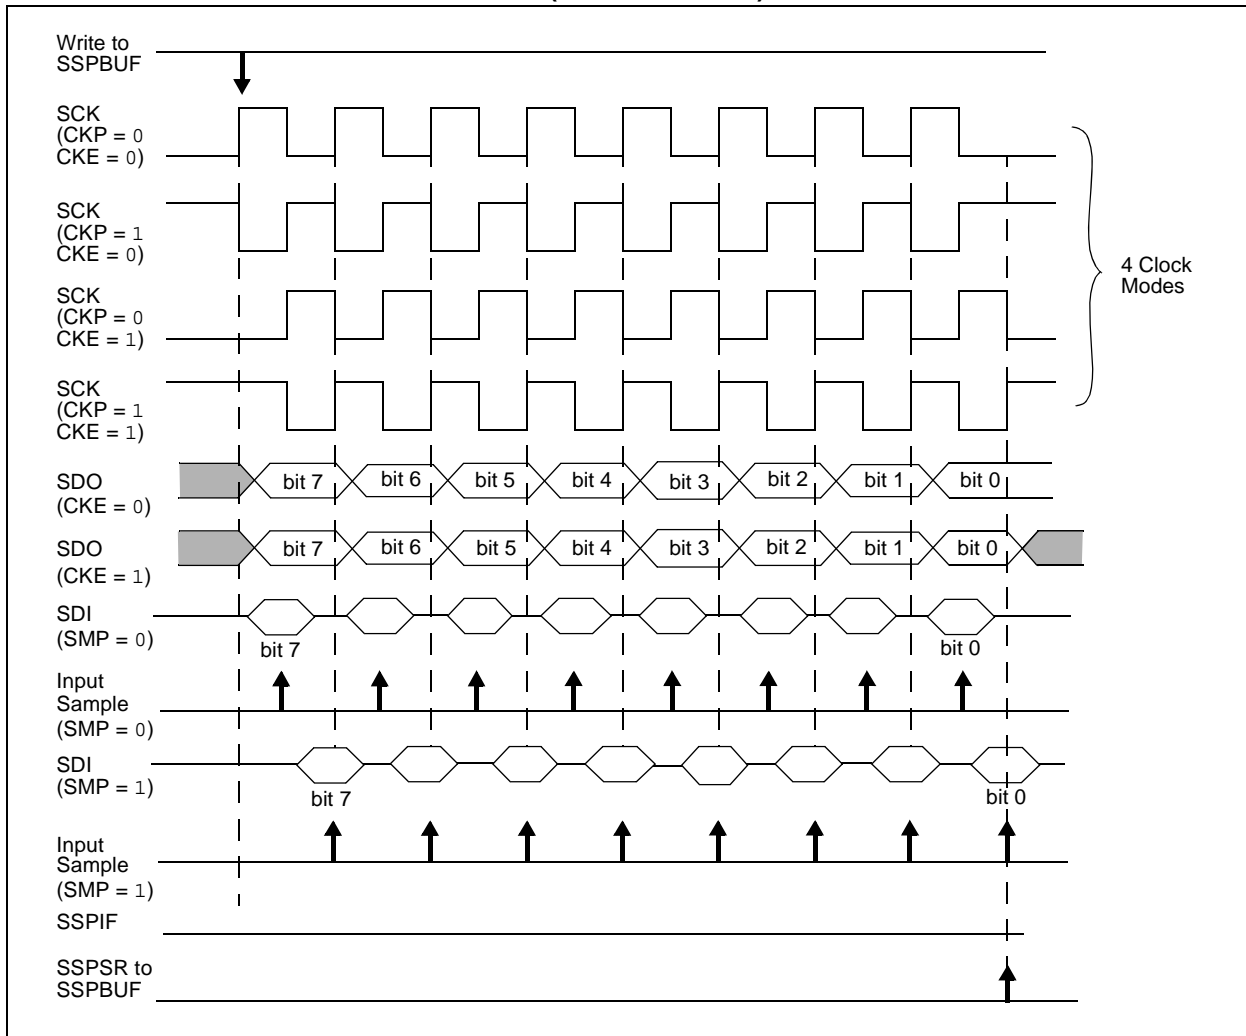 Write to
SSPBUF
SCK
(CKP = 0
CKE = 0)
SCK
(CKP = 1
CKE = 0)
4 Clock
Modes
SCK
(CKP = 0
CKE = 1)
SCK
(CKP = 1
CKE = 1)
SDO
(CKE = 0)
bit 7 bit 6 bit 5 bit 4 bit 3 bit 2 bit 1 bit 0
SDO
(CKE = 1)
bit 7 bit 6 bit 5 bit 4 bit 3 bit 2 bit 1 bit 0
SDI
(SMP = 0)
bit 7 bit 0
Input
Sample
(SMP = 0)
SDI
(SMP = 1)
bit 7 bit 0
Input
Sample
(SMP = 1)
SSPIF
SSPSR to
SSPBUF